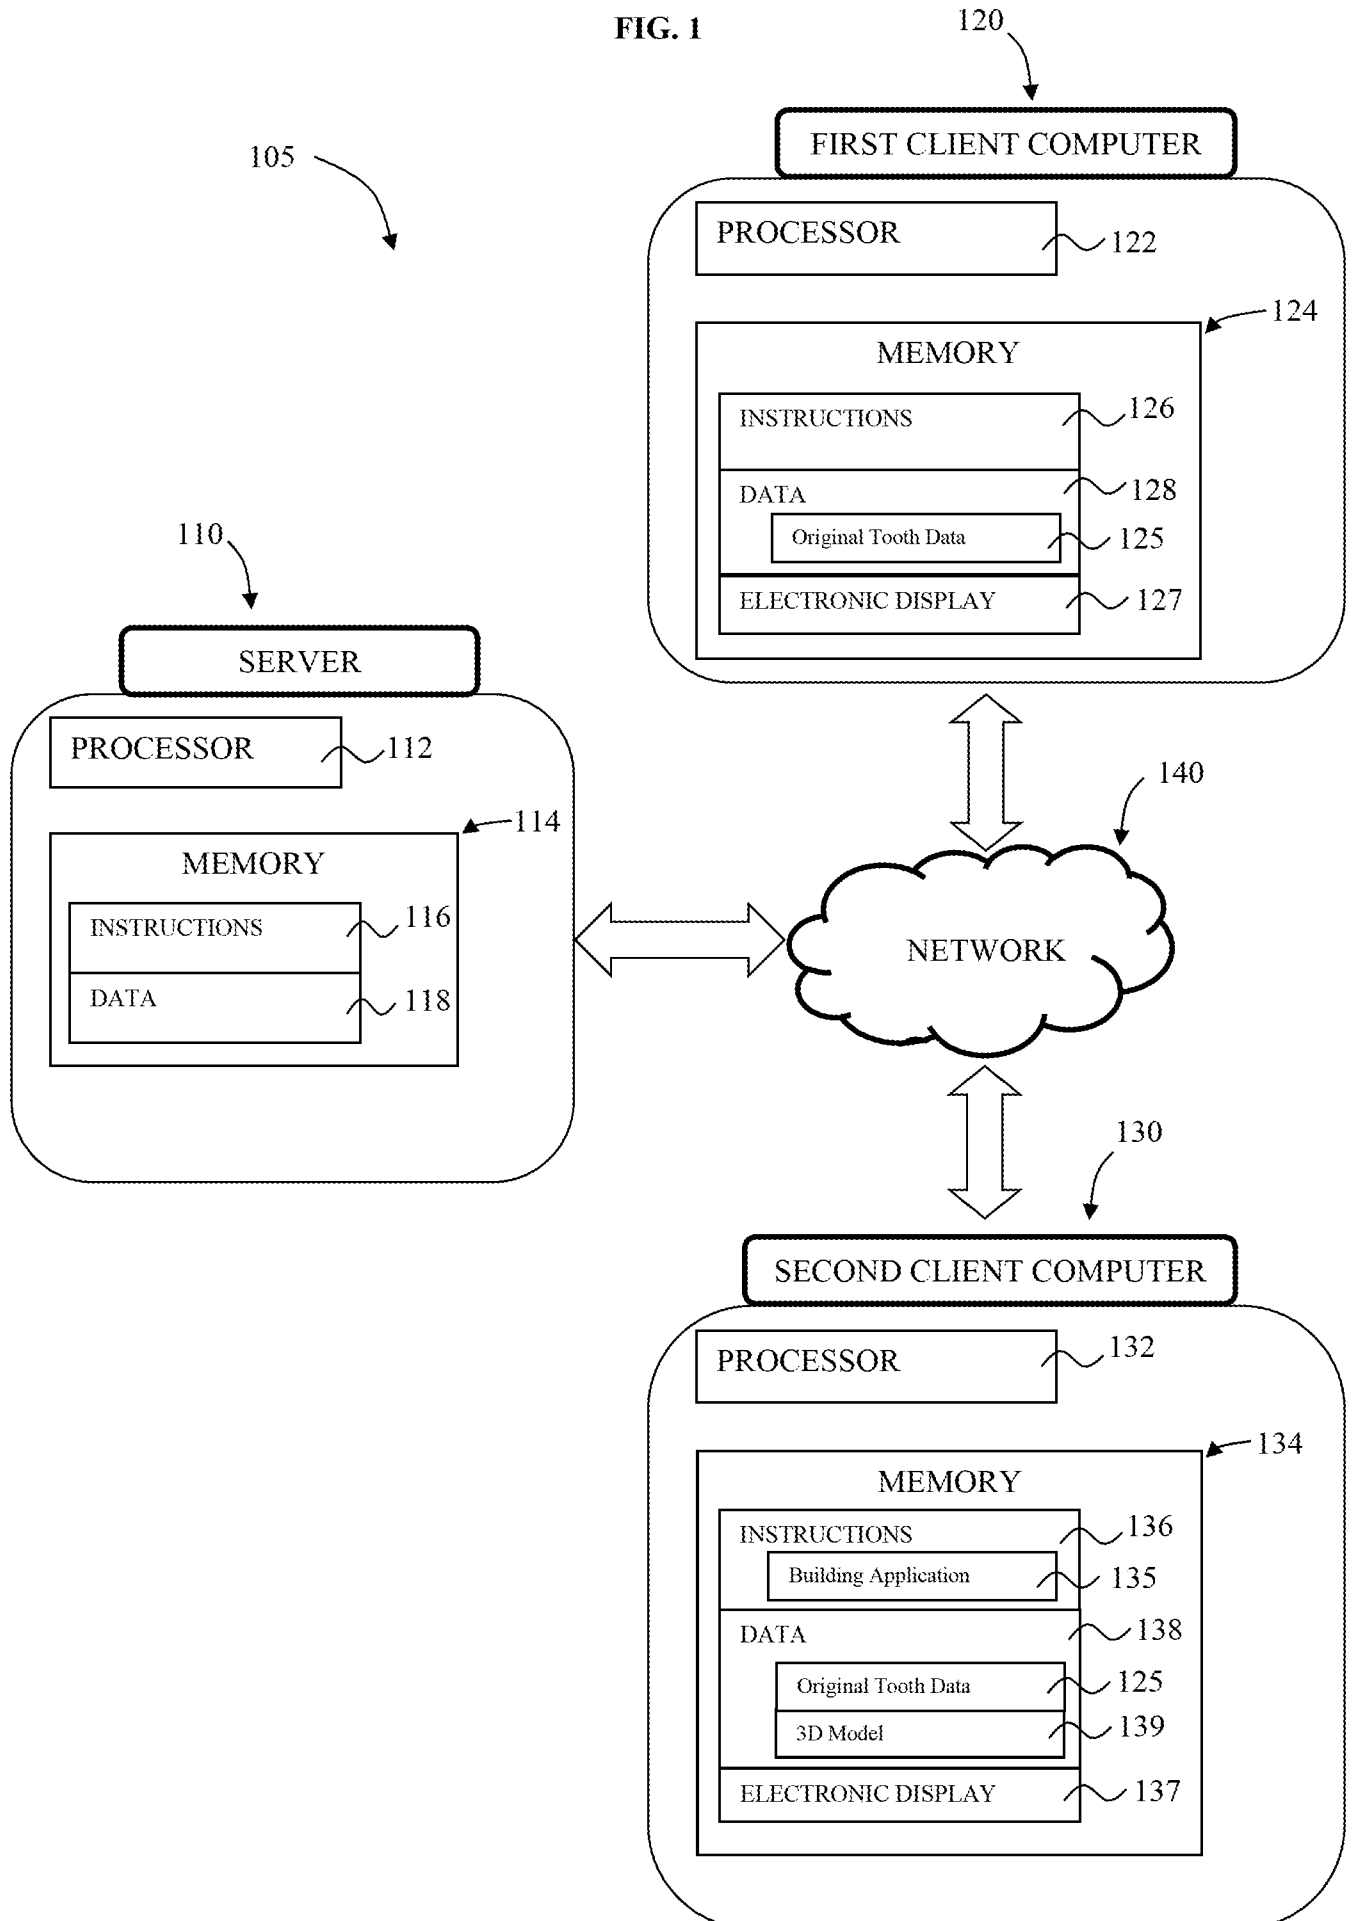 FIG. 1
120
FIRST CLIENT COMPUTER
105
PROCESSOR
122
124
MEMORY
INSTRUCTIONS
126
DATA
128
Original Tooth Data
125
ELECTRONIC DISPLAY
127
110
SERVER
PROCESSOR
112
114
MEMORY
INSTRUCTIONS
116
DATA
118
140
NETWORK
130
SECOND CLIENT COMPUTER
PROCESSOR
132
134
MEMORY
INSTRUCTIONS
136
Building Application
135
DATA
138
Original Tooth Data
125
3D Model
139
ELECTRONIC DISPLAY
137